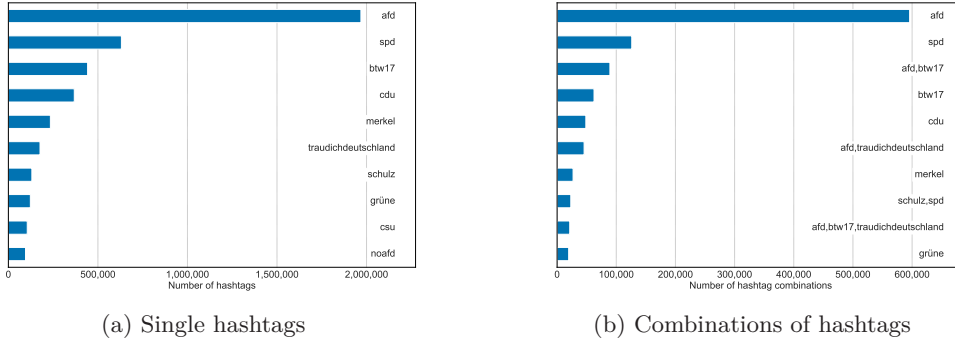 afd
spd
btw17
cdu
merkel
traudichdeutschland
schulz
grüne
csu
noafd
0 500,000 1,000,000 1,500,000 2,000,000
Number of hashtags
(a) Single hashtags
afd
spd
afd,btw17
btw17
cdu
afd,traudichdeutschland
merkel
schulz,spd
afd,btw17,traudichdeutschland
grüne
0 100,000 200,000 300,000 400,000 500,000 600,000
Number of hashtag combinations
(b) Combinations of hashtags